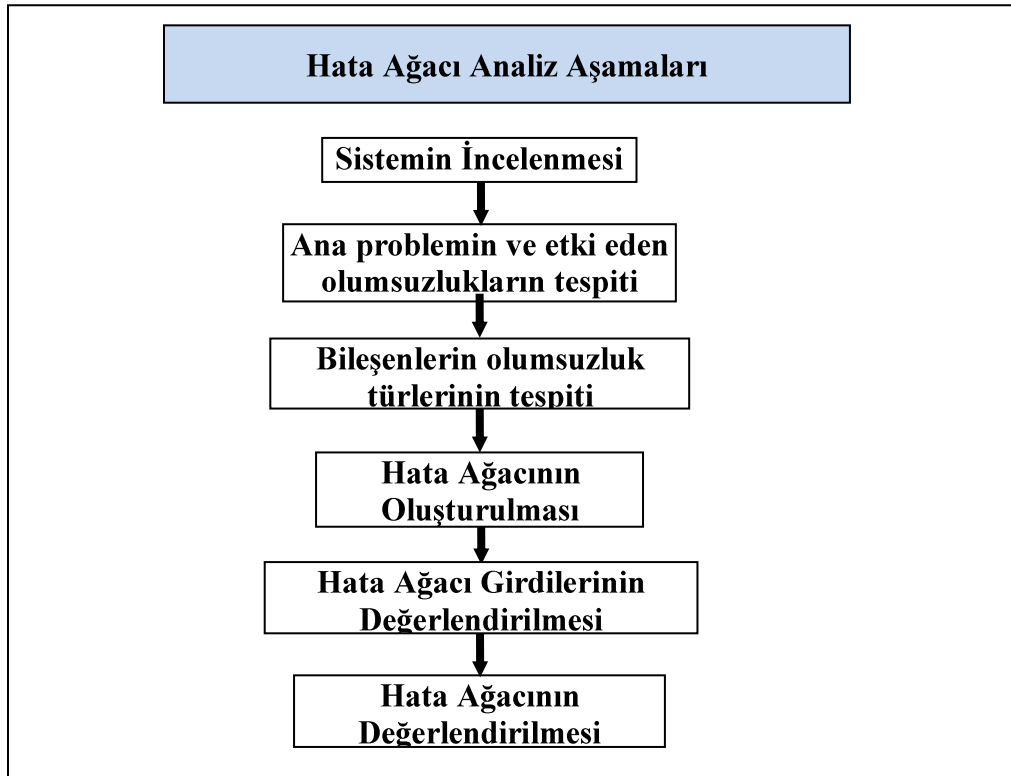 Hata Ağacı Analiz Aşamaları
Sistemin İncelenmesi
Ana problemin ve etki eden
olumsuzlukların tespiti
Bileşenlerin olumsuzluk
türlerinin tespiti
Hata Ağacının
Oluşturulması
Hata Ağacı Girdilerinin
Değerlendirilmesi
Hata Ağacının
Değerlendirilmesi